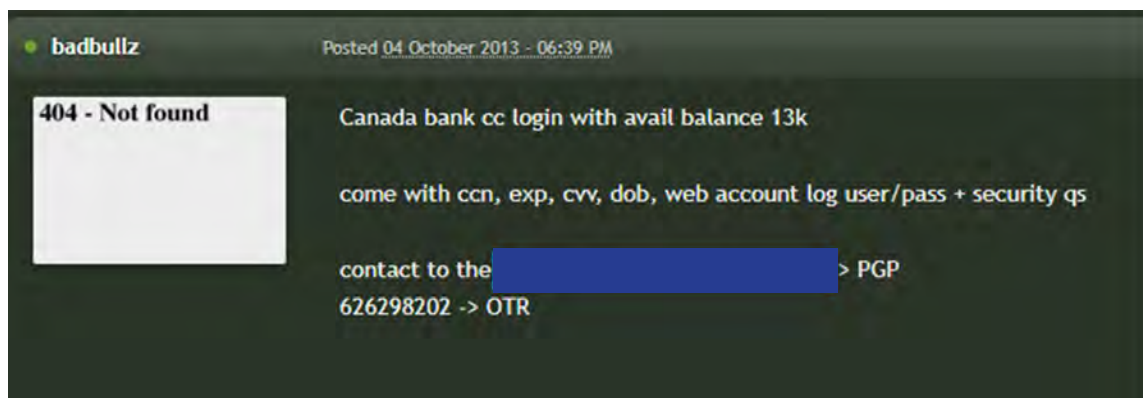 badbullz
Posted 04 October 2013 - 06:39 PM
404 - Not found
Canada bank cc login with avail balance 13k
come with ccn, exp, cvv, dob, web account log user/pass + security qs
contact to the > PGP
626298202 -> OTR